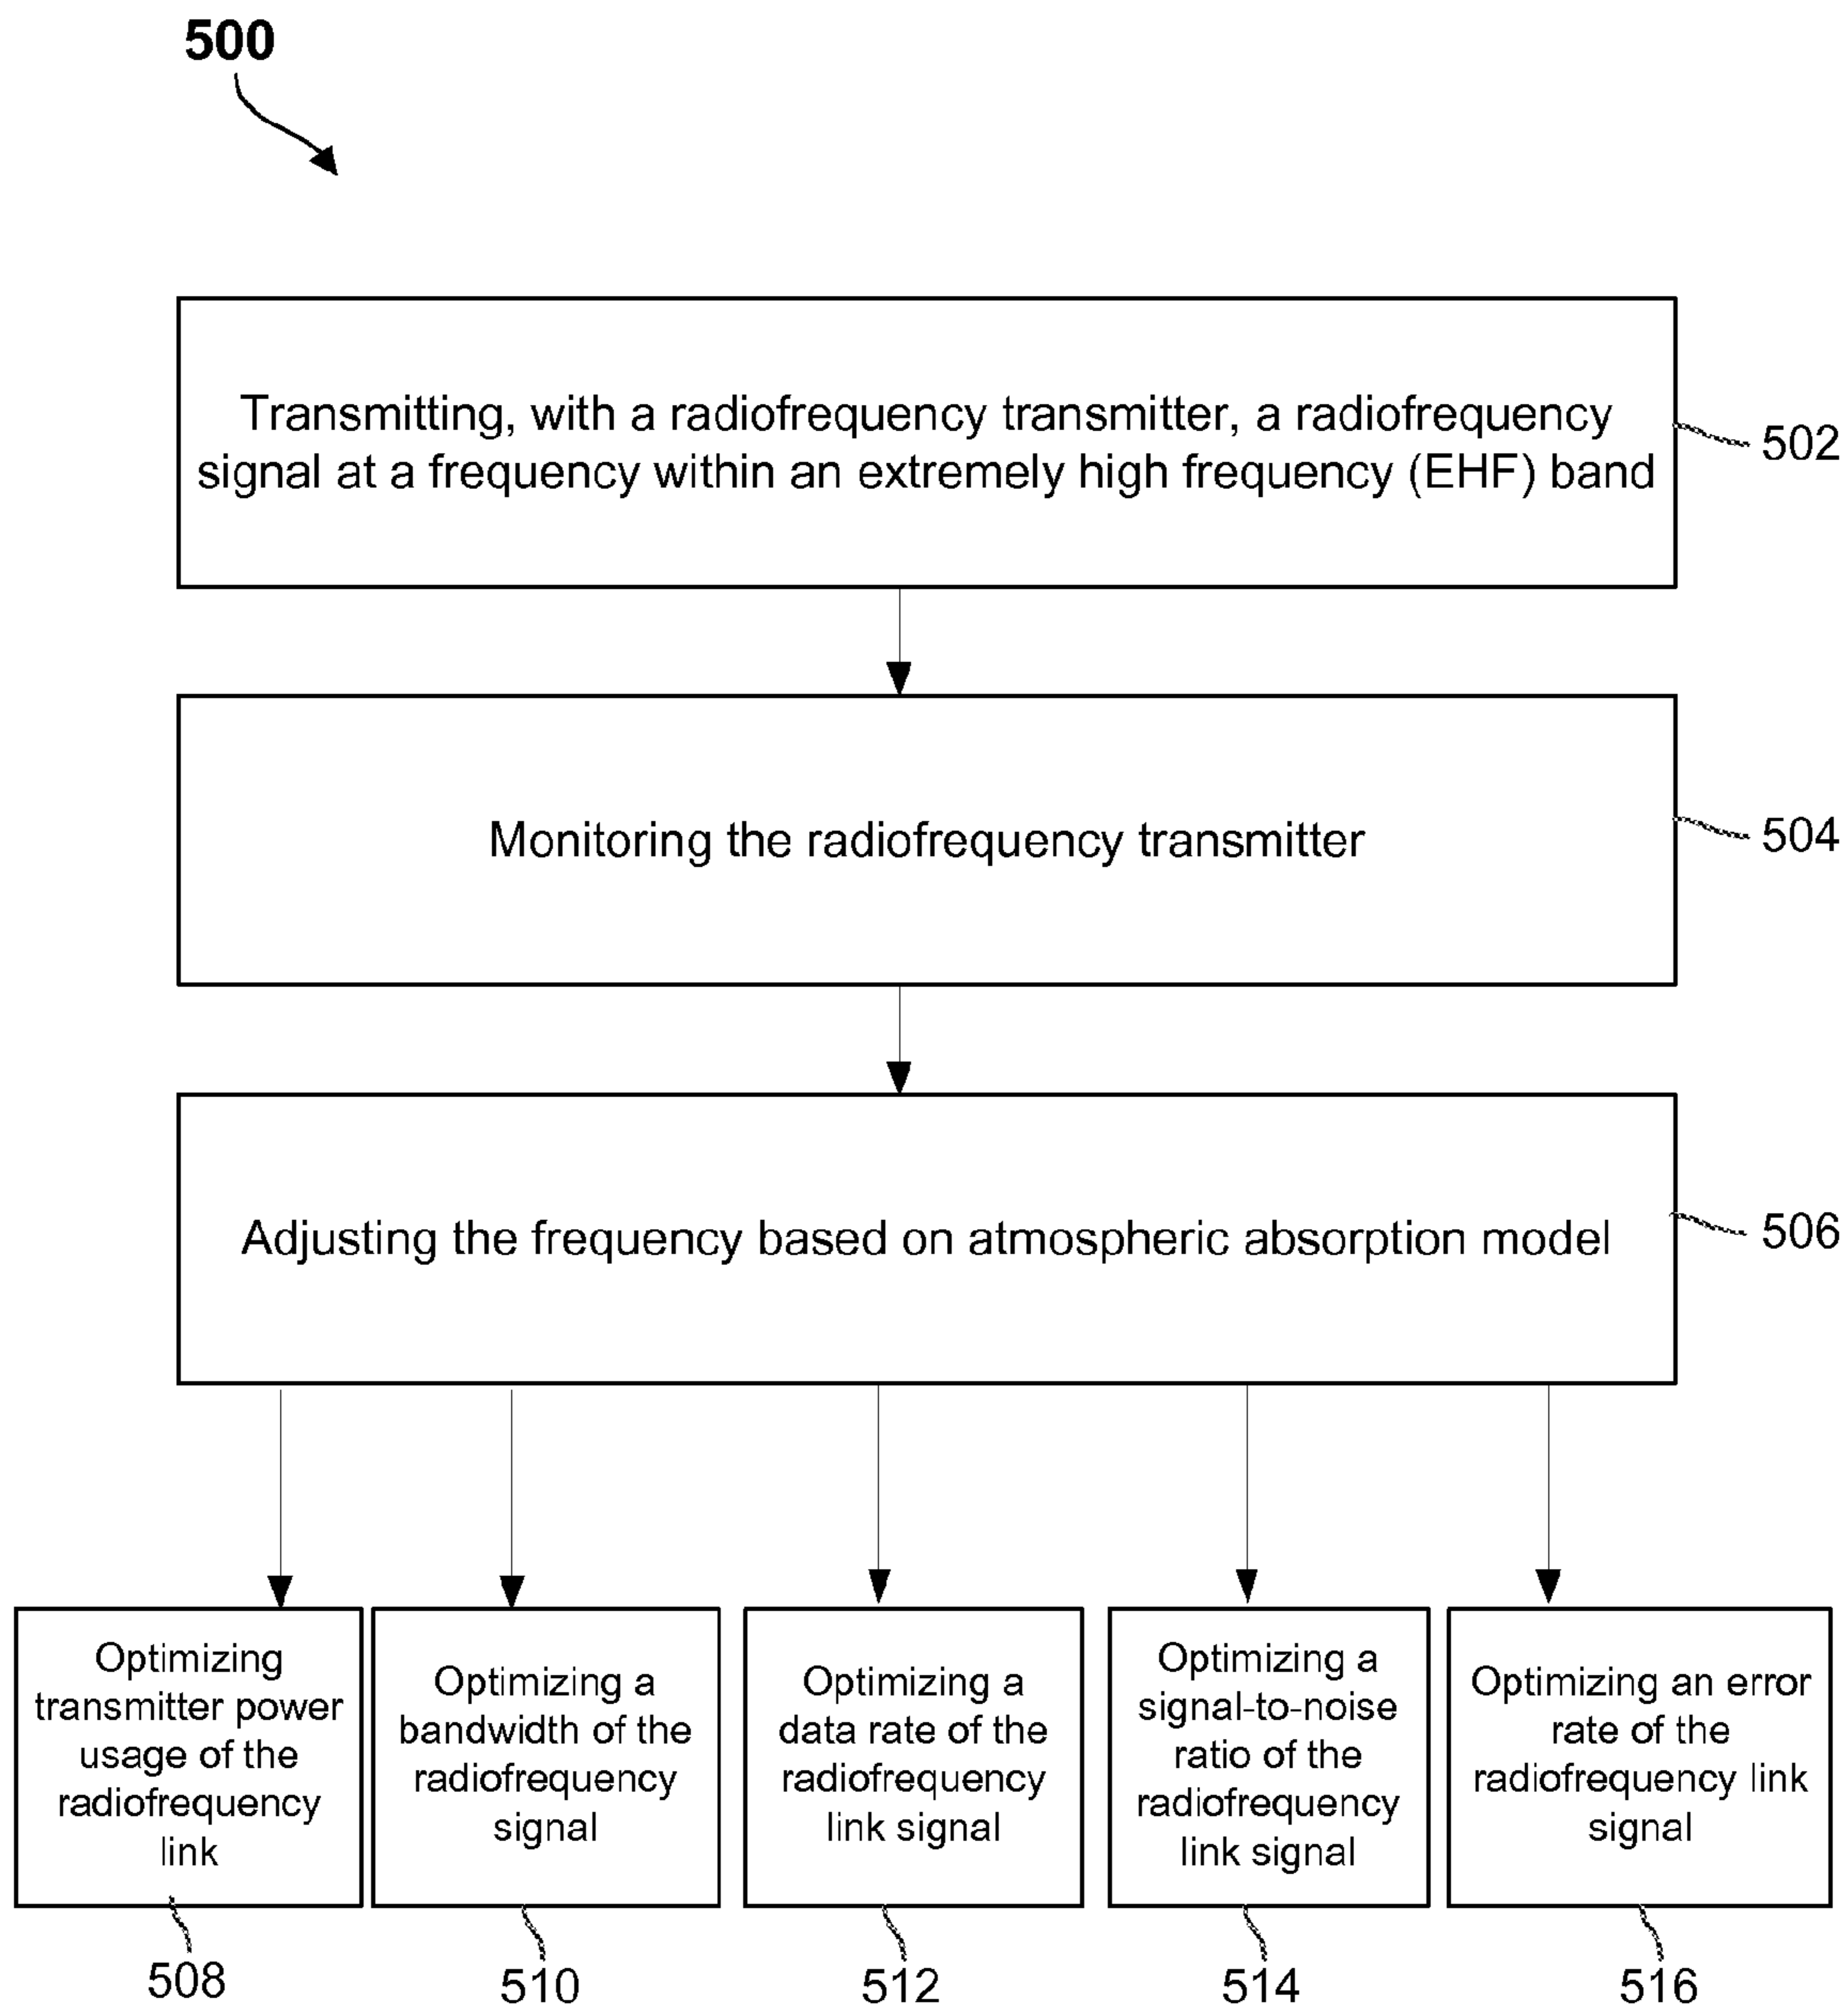 500
Transmitting, with a radiofrequency transmitter, a radiofrequency
signal at a frequency within an extremely high frequency (EHF) band
502
Monitoring the radiofrequency transmitter
504
Adjusting the frequency based on atmospheric absorption model
506
Optimizing
transmitter power
usage of the
radiofrequency
link
508
Optimizing a
bandwidth of the
radiofrequency
signal
510
Optimizing a
data rate of the
radiofrequency
link signal
512
Optimizing a
signal-to-noise
ratio of the
radiofrequency
link signal
514
Optimizing an error
rate of the
radiofrequency link
signal
516